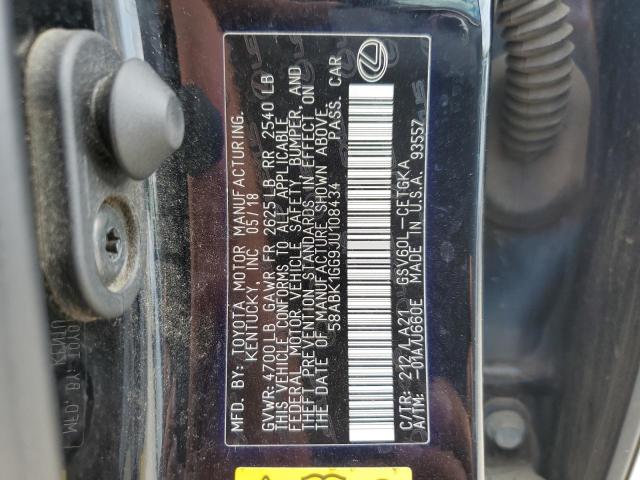 MFD. BY: TOYOTA MOTOR MANUFACTURING.
KENTUCKY, INC 05/18
GVWR: 4700 LB GAWR FR 2625 LB RR 2540 LB
THIS VEHICLE CONFORMS TO ALL APPLICABLE
FEDERAL MOTOR VEHICLE SAFETY, BUMPER, AND
THEFT PREVENTION STANDARDS IN EFFECT ON
THE DATE OF MANUFACTURE SHOWN ABOVE.
58ABK1GG9JU108434 PASS. CAR
C/TR: 212/LA21 GSV60L-CETGKA
A/TM: -01A/U660E MADE IN U.S.A. 93557